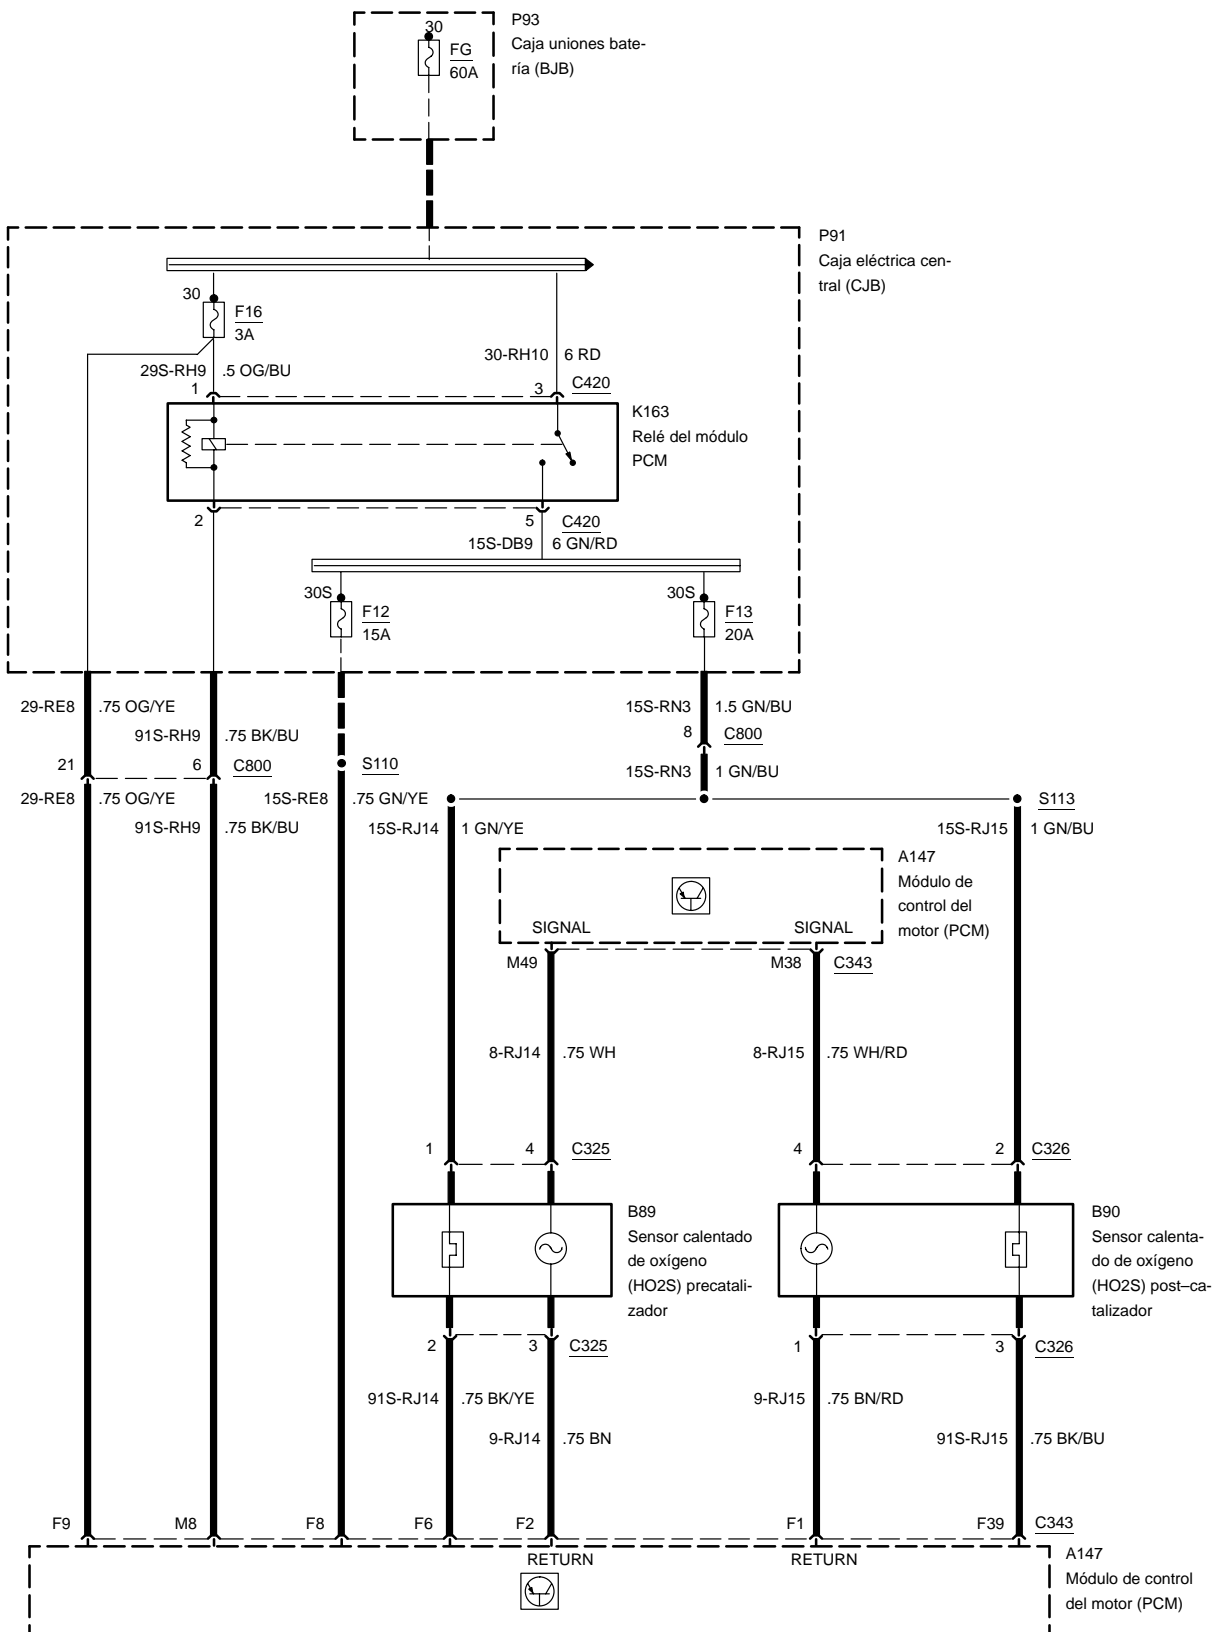 30
FG
60A
P93
Caja uniones bate-
ría (BJB)
P91
Caja eléctrica cen-
tral (CJB)
30
F16
3A
29S-RH9 .5 OG/BU
30-RH10 6 RD
1
3
C420
K163
Relé del módulo
PCM
2
5
C420
15S-DB9 6 GN/RD
30S
F12
15A
30S
F13
20A
29-RE8 .75 OG/YE
15S-RN3 1.5 GN/BU
91S-RH9 .75 BK/BU
8
C800
21
6
C800
S110
15S-RN3 1 GN/BU
29-RE8 .75 OG/YE
15S-RE8 .75 GN/YE
S113
91S-RH9 .75 BK/BU
15S-RJ14 1 GN/YE
15S-RJ15 1 GN/BU
A147
Módulo de
control del
motor (PCM)
SIGNAL
SIGNAL
M49
M38
C343
8-RJ14 .75 WH
8-RJ15 .75 WH/RD
1
4
C325
4
2
C326
B89
Sensor calentado
de oxígeno
(HO2S) precatali-
zador
B90
Sensor calenta-
do de oxígeno
(HO2S) post–ca-
talizador
2
3
C325
1
3
C326
91S-RJ14 .75 BK/YE
9-RJ15 .75 BN/RD
9-RJ14 .75 BN
91S-RJ15 .75 BK/BU
F9
M8
F8
F6
F2
F1
F39
C343
RETURN
RETURN
A147
Módulo de control
del motor (PCM)